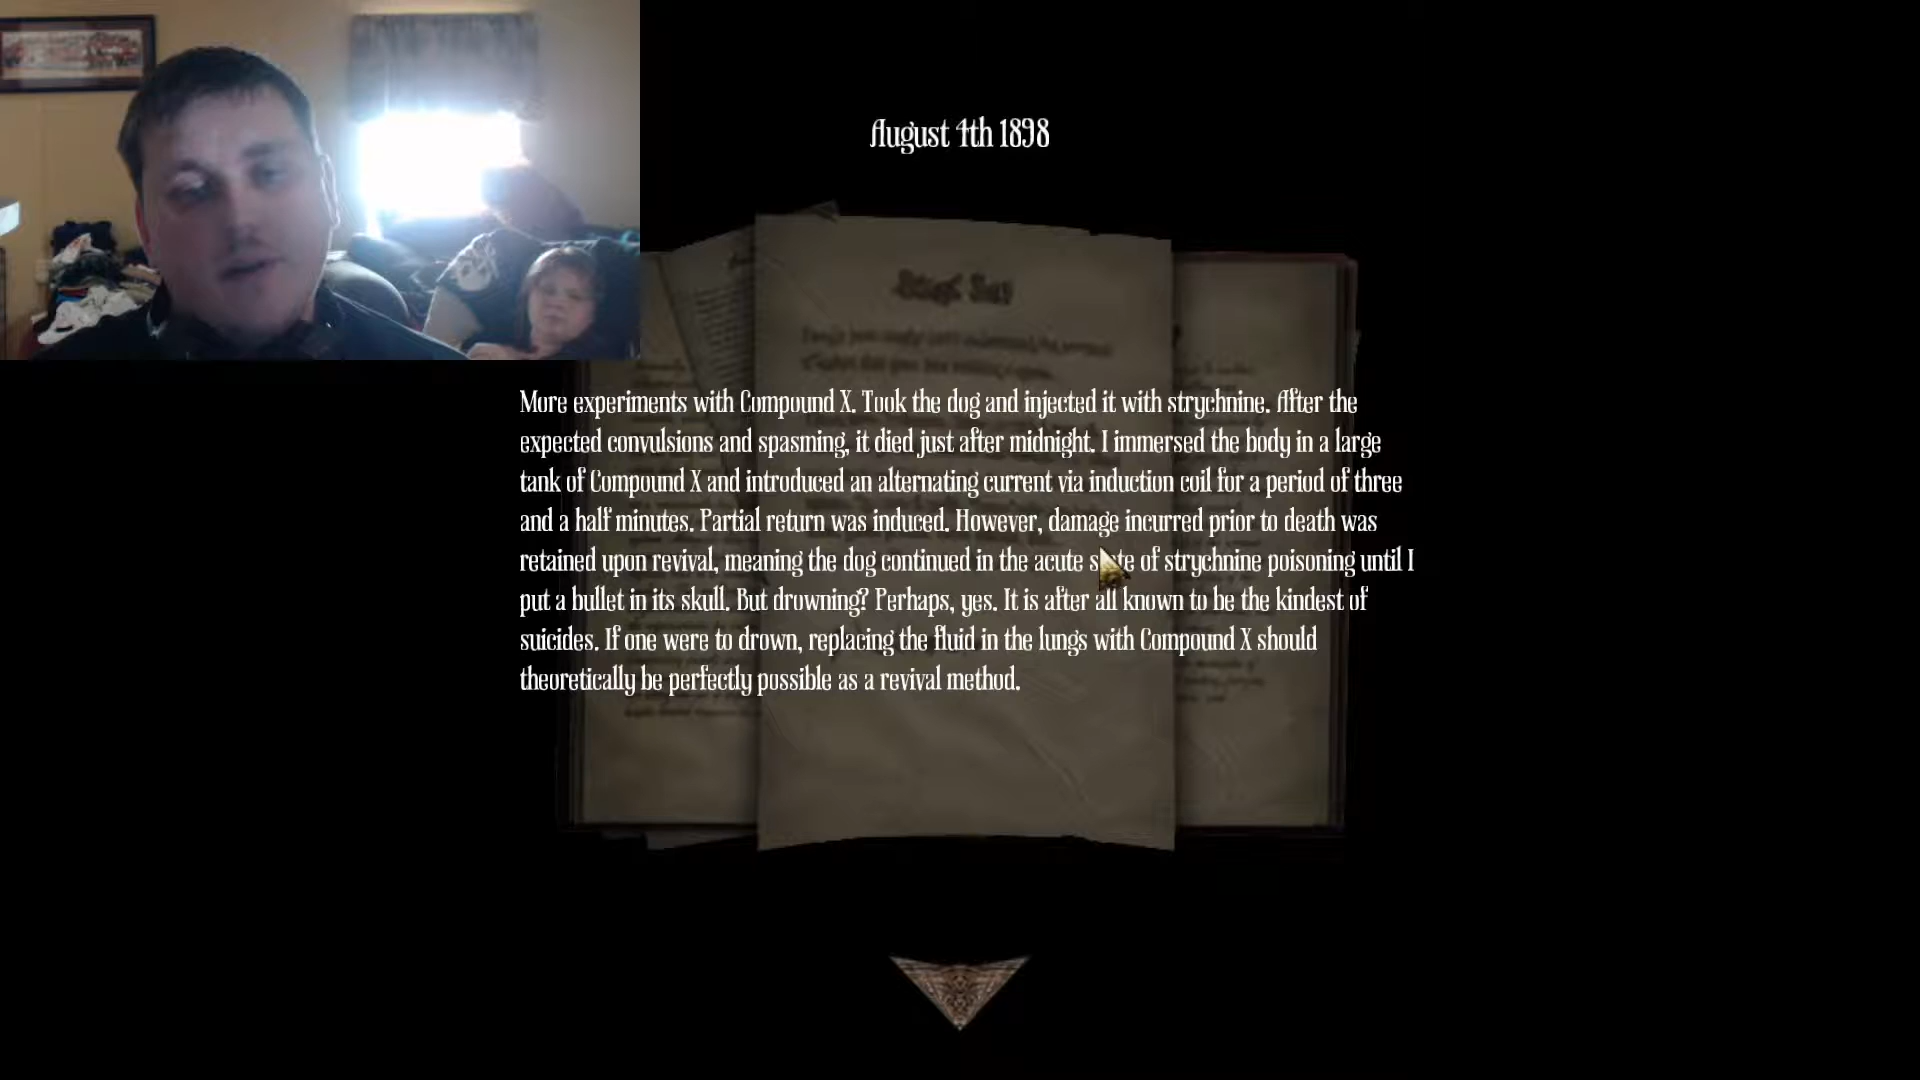 August 4th 1898
More experiments with Compound X. Took the dog and injected it with strychnine. After the
expected convulsions and spasming, it died just after midnight. I immersed the body in a large
tank of Compound X and introduced an alternating current via induction coil for a period of three
and a half minutes. Partial return was induced. However, damage incurred prior to death was
retained upon revival, meaning the dog continued in the acute state of strychnine poisoning until I
put a bullet in its skull. But drowning? Perhaps, yes. It is after all known to be the kindest of
suicides. If one were to drown, replacing the fluid in the lungs with Compound X should
theoretically be perfectly possible as a revival method.